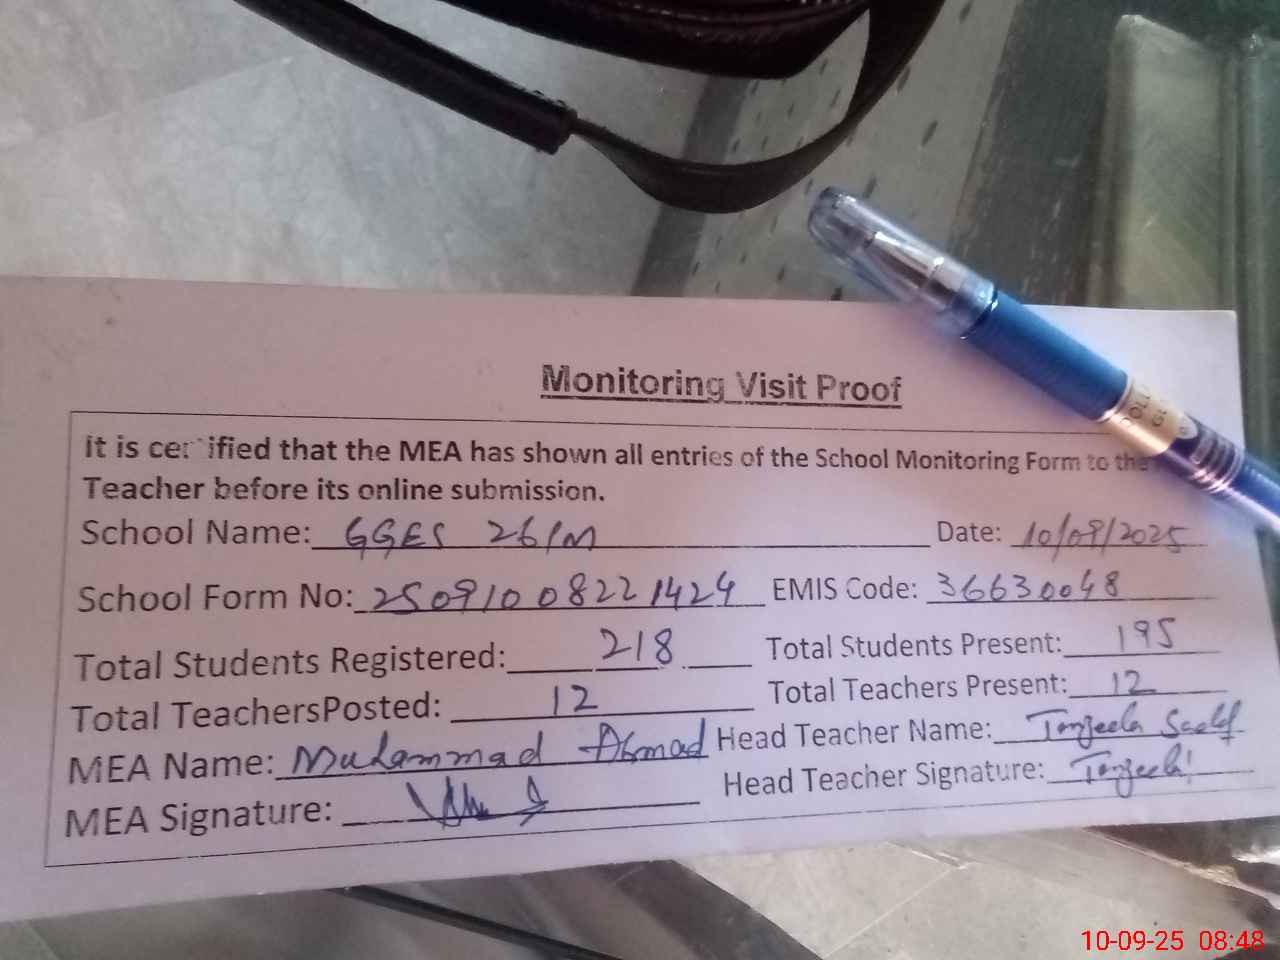 Monitoring Visit Proof
It is certified that the MEA has shown all entries of the School Monitoring Form to the
Teacher before its online submission.
School Name: GGES 26/M Date: 10/09/2025
School Form No: 25091008221424 EMIS Code: 36630048
Total Students Registered: 218 Total Students Present: 195
Total TeachersPosted: 12 Total Teachers Present: 12
MEA Name: Muhammad Ahmad Head Teacher Name: Tanzeela
MEA Signature: Head Teacher Signature: Tanzeela
10-09-25 08:48